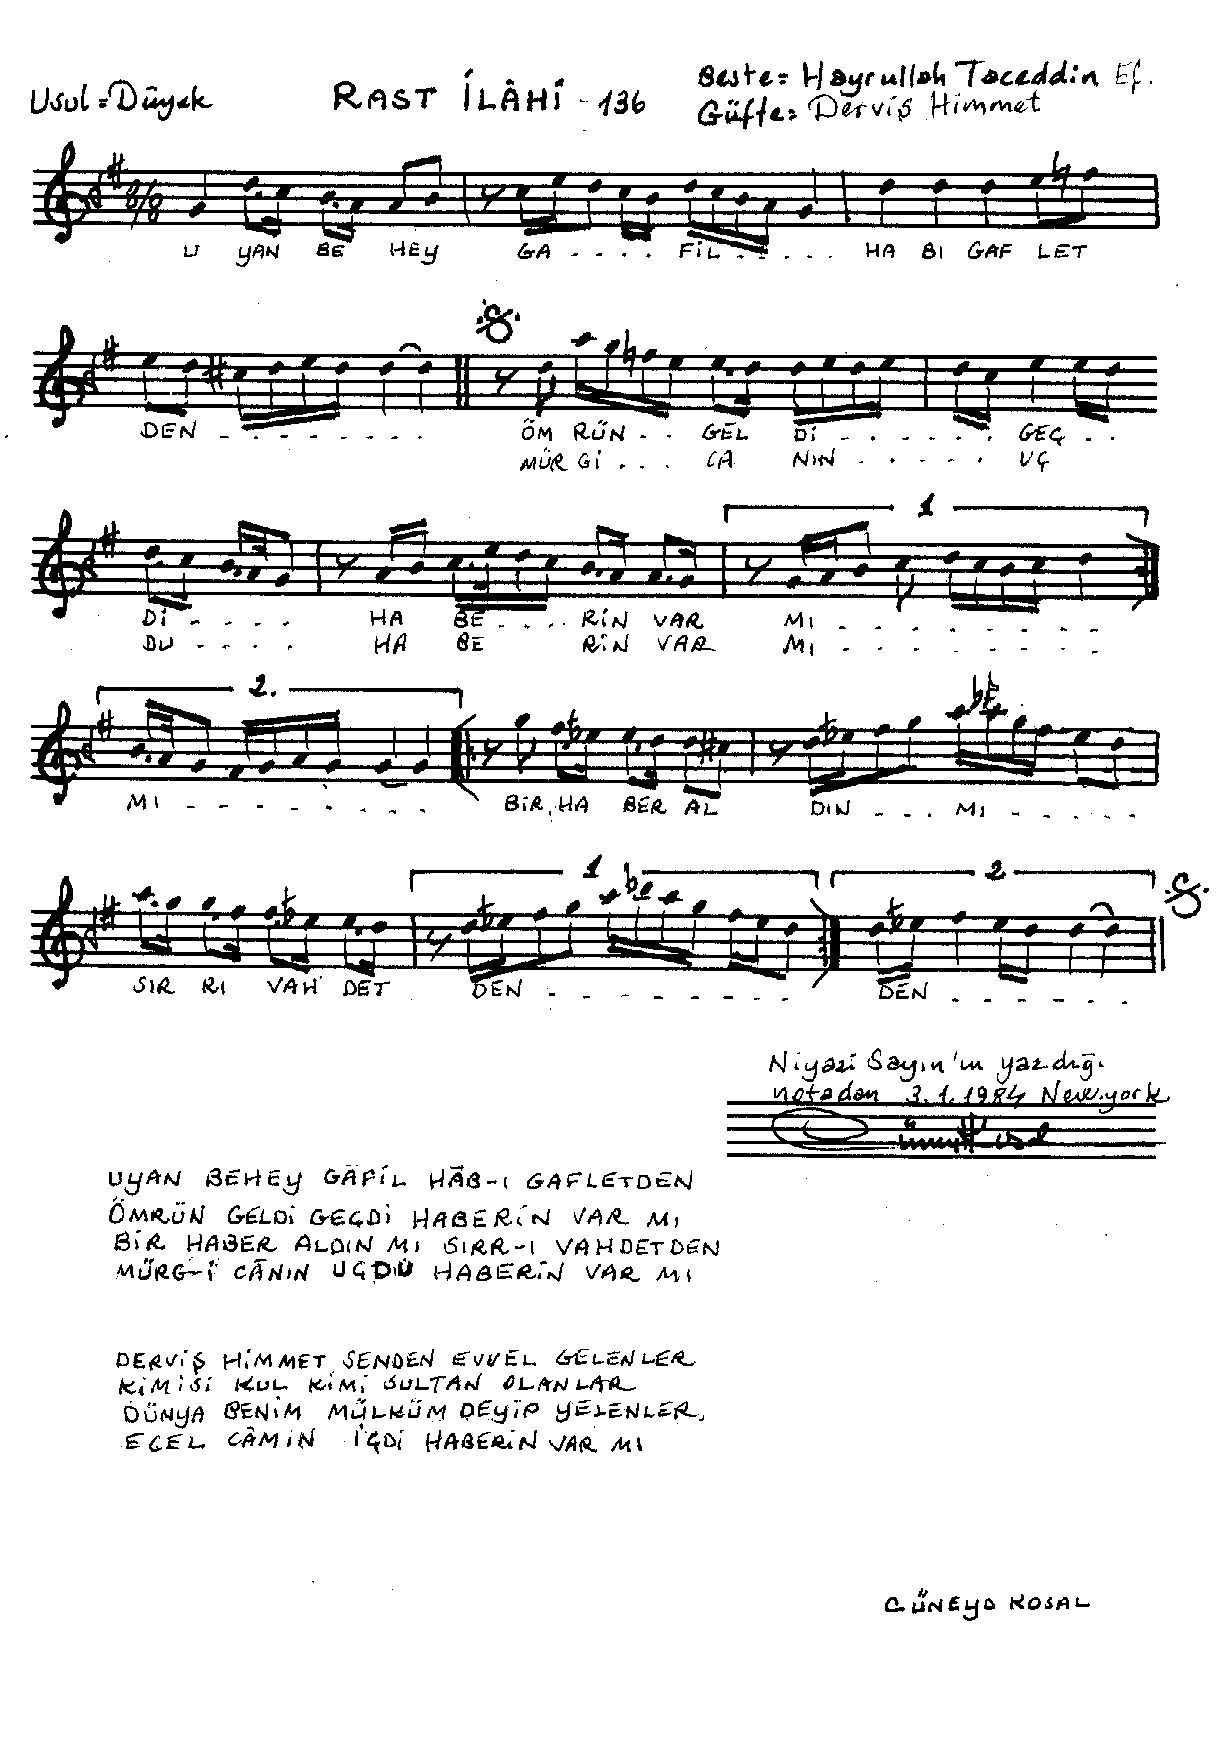 Usul = Düyek
RAST İLÂHİ - 136
Beste = Hayrullah Taceddin Ef.
Güfte = Derviş Himmet
8/8
U YAN BE HEY GA . . . . FİL . . . . . HA BI GAF LET
DEN . . . . . . . ÖM RÜN . . GEL Dİ . . . . . GEÇ . .
MÜR Gİ . . . CA NIN . . . . . UÇ
1
Dİ . . . . HA BE . . . . RİN VAR MI . . . . . . . .
DU . . . . HA BE RİN VAR MI . . . . . . . .
2.
MI . . . . . . . . BİR HA BER AL DIN . . . MI . . . . .
1
2
SIR RI VAH DET DEN . . . . . . . DEN . . . . . .
Niyazi Sayın'ın yazdığı
notadan 3.1.1984 Newyork
UYAN BEHEY GÂFİL HÂB-I GAFLETDEN
ÖMRÜN GELDİ GEÇDİ HABERİN VAR MI
BİR HABER ALDIN MI SIRR-I VAHDETDEN
MÜRG-İ CÂNIN UÇDU HABERİN VAR MI
DERVİŞ HİMMET SENDEN EVVEL GELENLER
KİMİSİ KUL KİMİ SULTAN OLANLAR
DÜNYA BENİM MÜLKÜM DEYİP YELENLER,
ECEL CÂMIN İÇDİ HABERİN VAR MI
CÜNEYD KOSAL